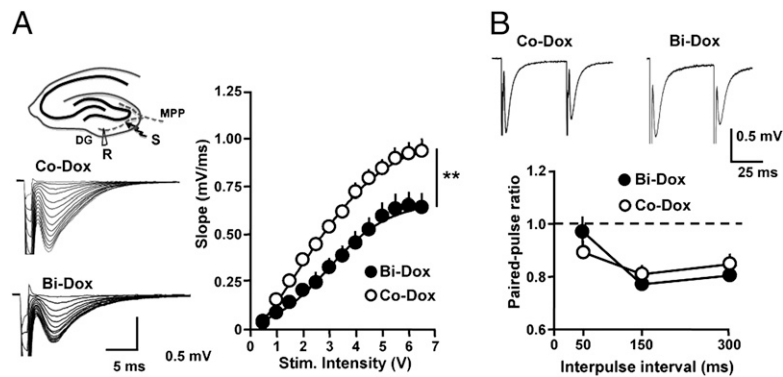 A
MPP
DG
R
S
Co-Dox
Bi-Dox
5 ms
0.5 mV
Slope (mV/ms)
1.25
1.00
0.75
0.50
0.25
0
**
Bi-Dox
Co-Dox
0 1 2 3 4 5 6 7
Stim. Intensity (V)
B
Co-Dox
Bi-Dox
0.5 mV
25 ms
Paired-pulse ratio
1.2
1.0
0.8
0.6
Bi-Dox
Co-Dox
0 50 150 300
Interpulse interval (ms)